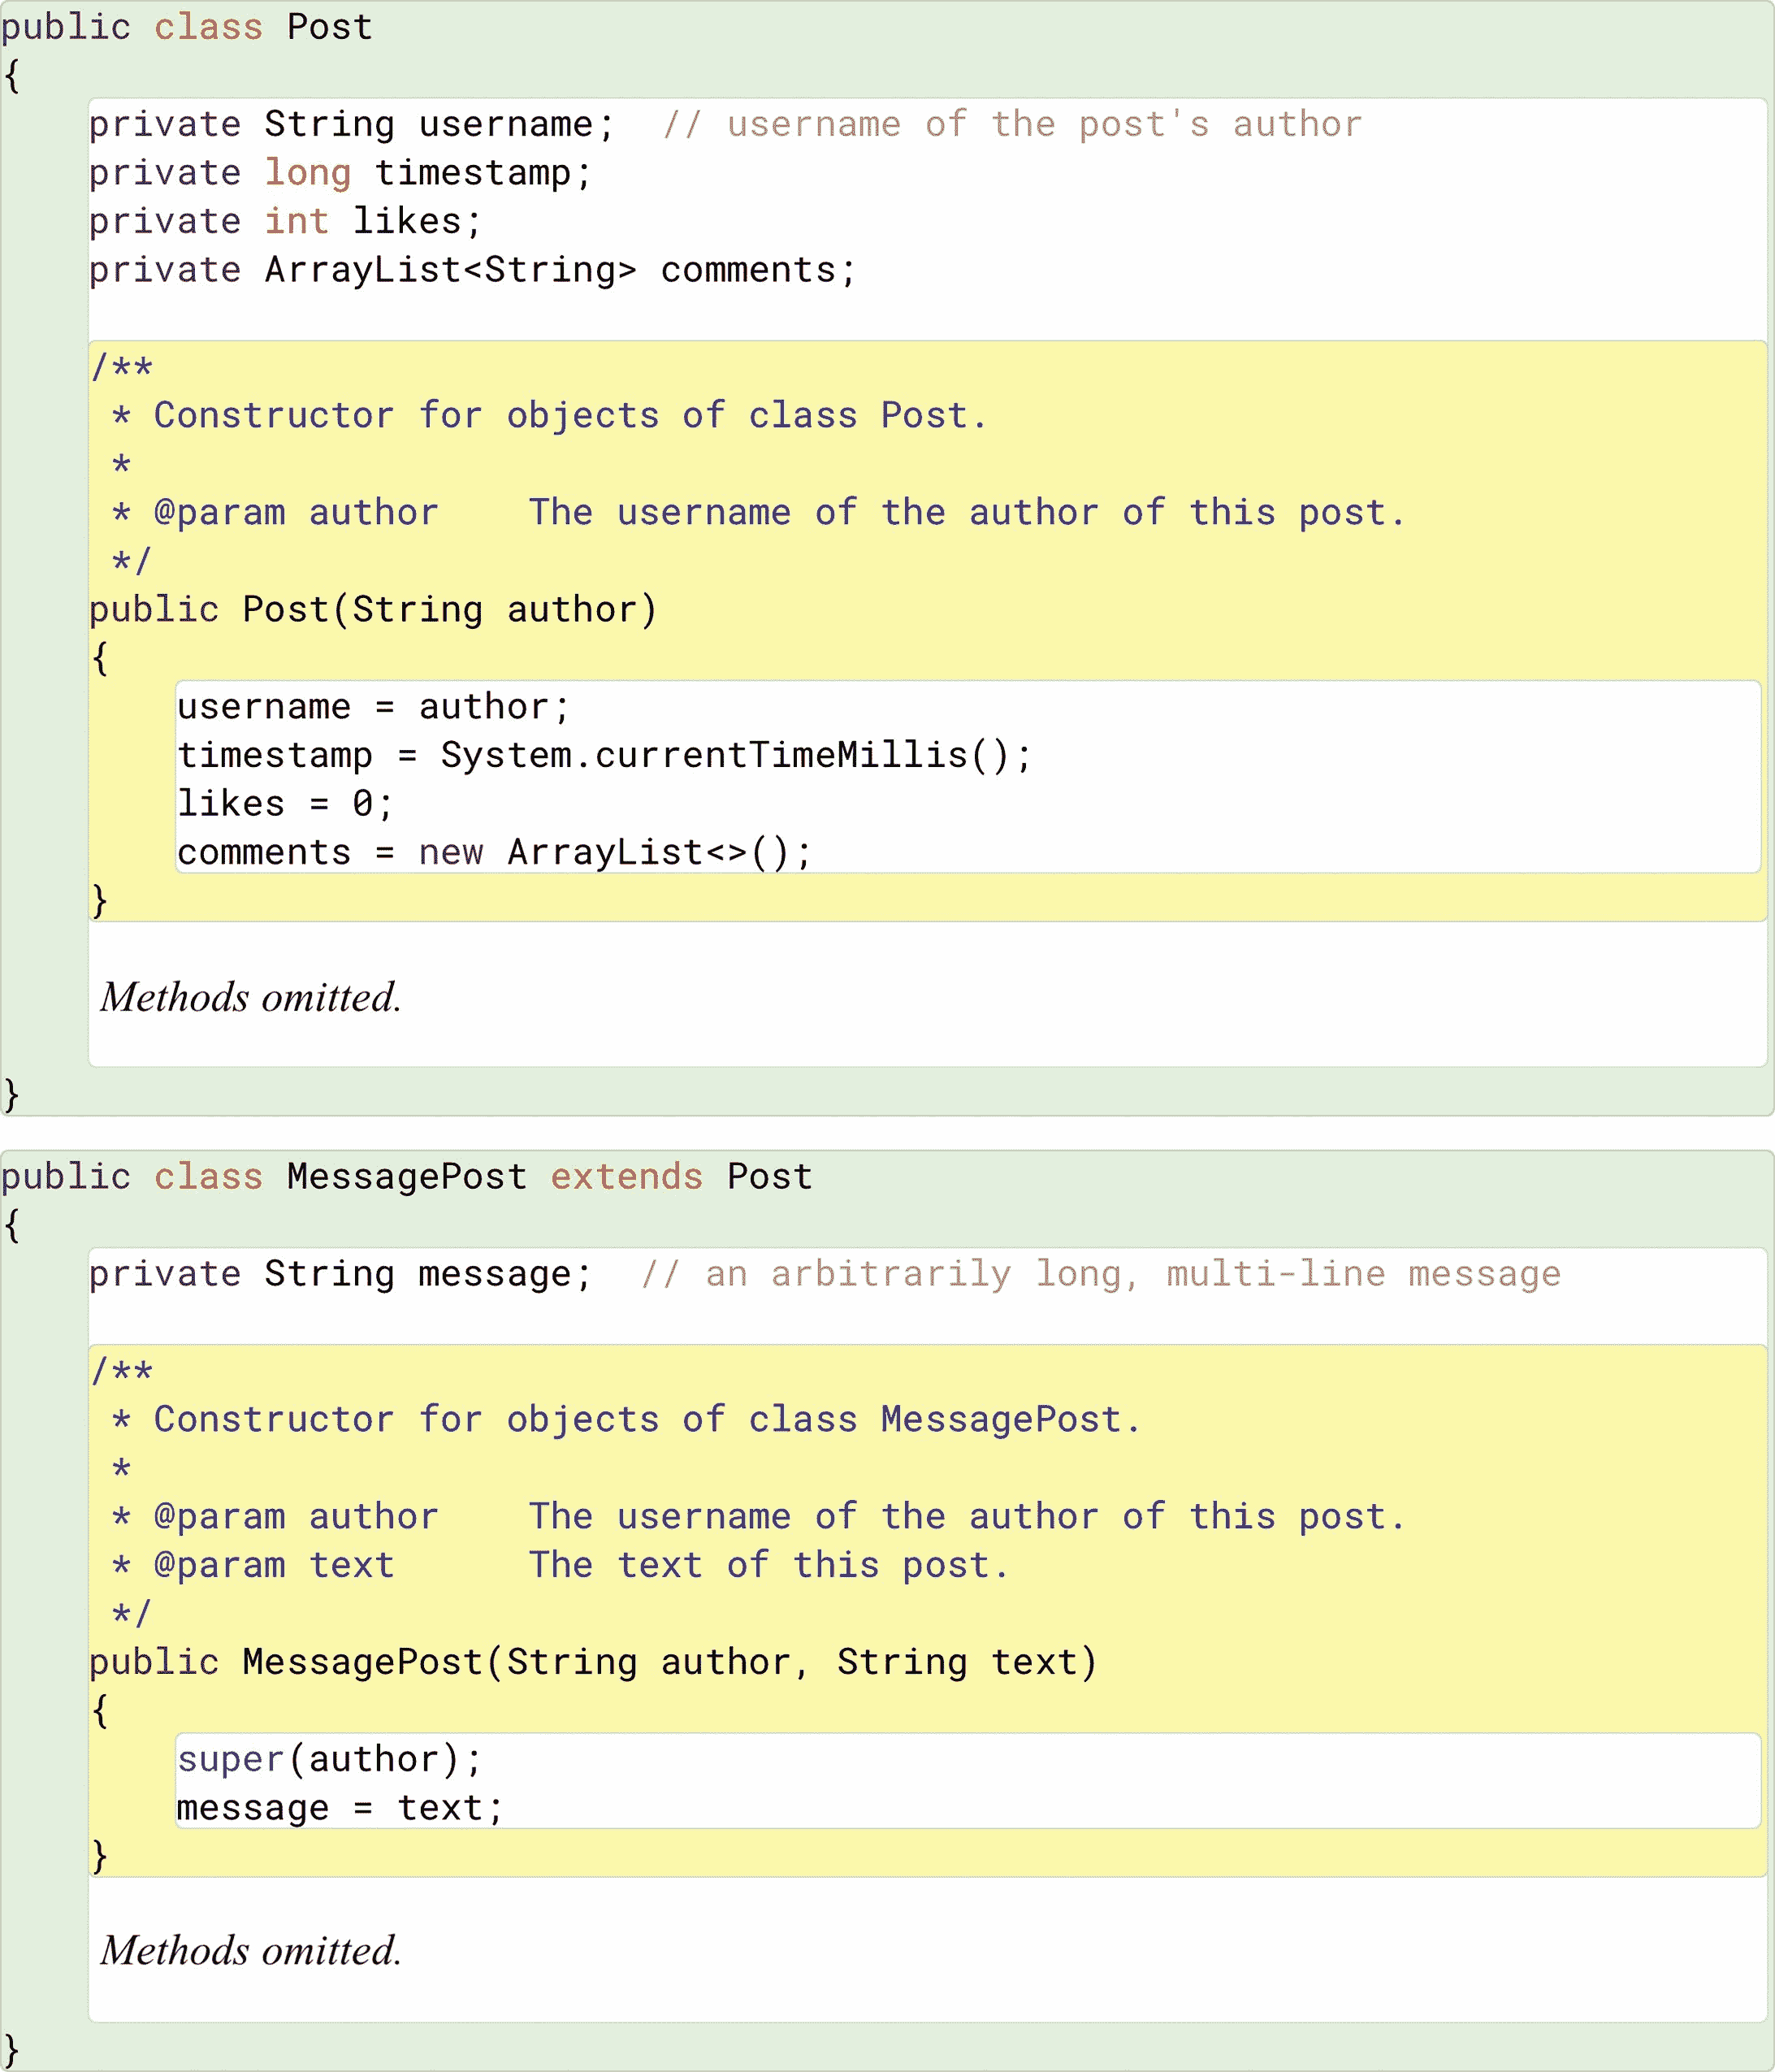 public class Post
{
private String username;  // username of the post's author
private long timestamp;
private int likes;
private ArrayList<String> comments;
/**
* Constructor for objects of class Post.
*
* @param author    The username of the author of this post.
*/
public Post(String author)
{
username = author;
timestamp = System.currentTimeMillis();
likes = 0;
comments = new ArrayList<>();
}
Methods omitted.
}
public class MessagePost extends Post
{
private String message;  // an arbitrarily long, multi-line message
/**
* Constructor for objects of class MessagePost.
*
* @param author    The username of the author of this post.
* @param text      The text of this post.
*/
public MessagePost(String author, String text)
{
super(author);
message = text;
}
Methods omitted.
}